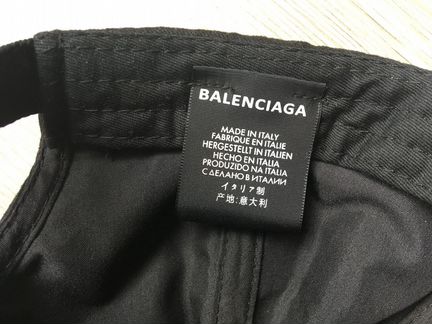 BALENCIAGA
MADE IN ITALY
FABRIQUE EN ITALIE
HERGESTELLT IN ITALIEN
HECHO EN ITALIA
PRODUZIDO NA ITALIA
СДЕЛАНО В ИТАЛИИ
イタリア制
产地:意大利